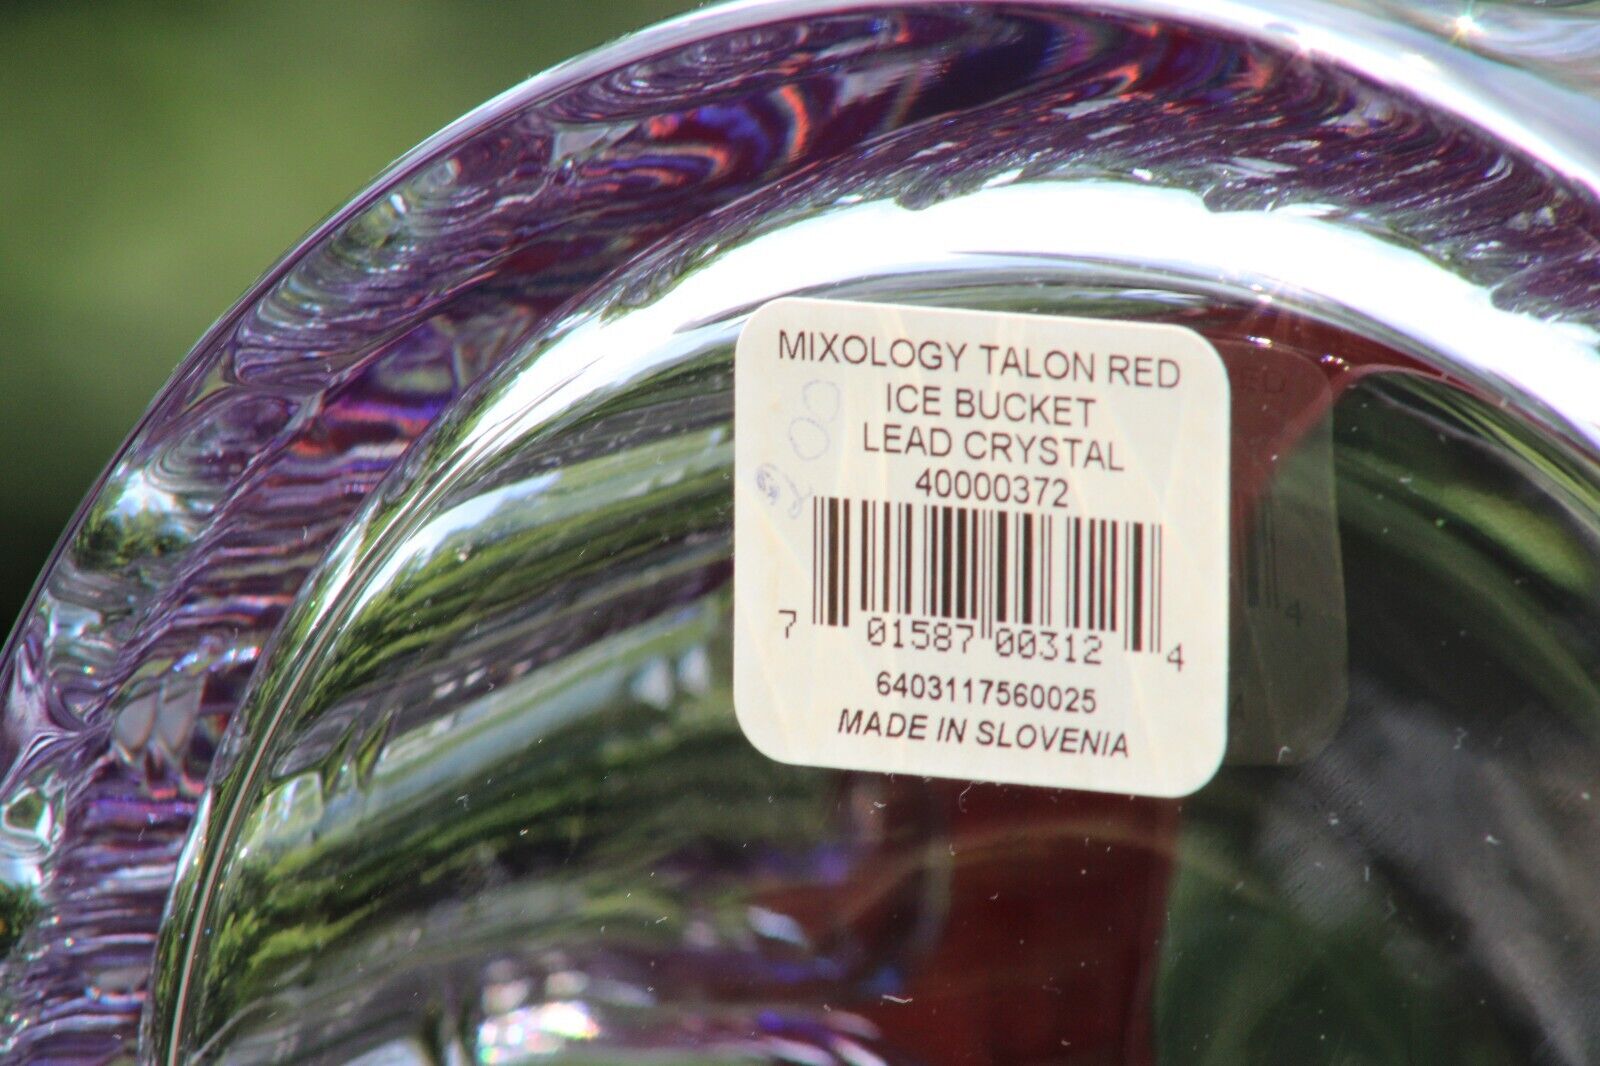 MIXOLOGY TALON RED
ICE BUCKET
LEAD CRYSTAL
40000372
7 01587 00312 4
6403117560025
MADE IN SLOVENIA